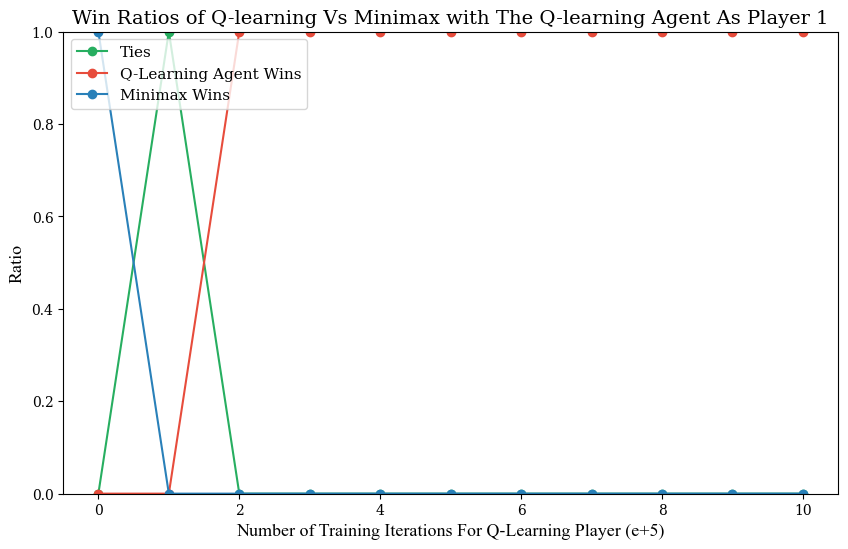 Win Ratios of Q-learning Vs Minimax with The Q-learning Agent As Player 1
Ties
Q-Learning Agent Wins
Minimax Wins
Ratio
1.0
0.8
0.6
0.4
0.2
0.0
0 2 4 6 8 10
Number of Training Iterations For Q-Learning Player (e+5)